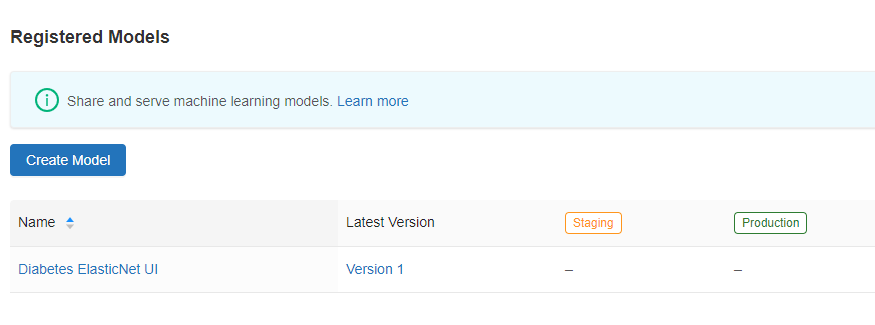 Registered Models
Share and serve machine learning models. Learn more
Create Model
Name Latest Version Staging Production
Diabetes ElasticNet UI Version 1 – –